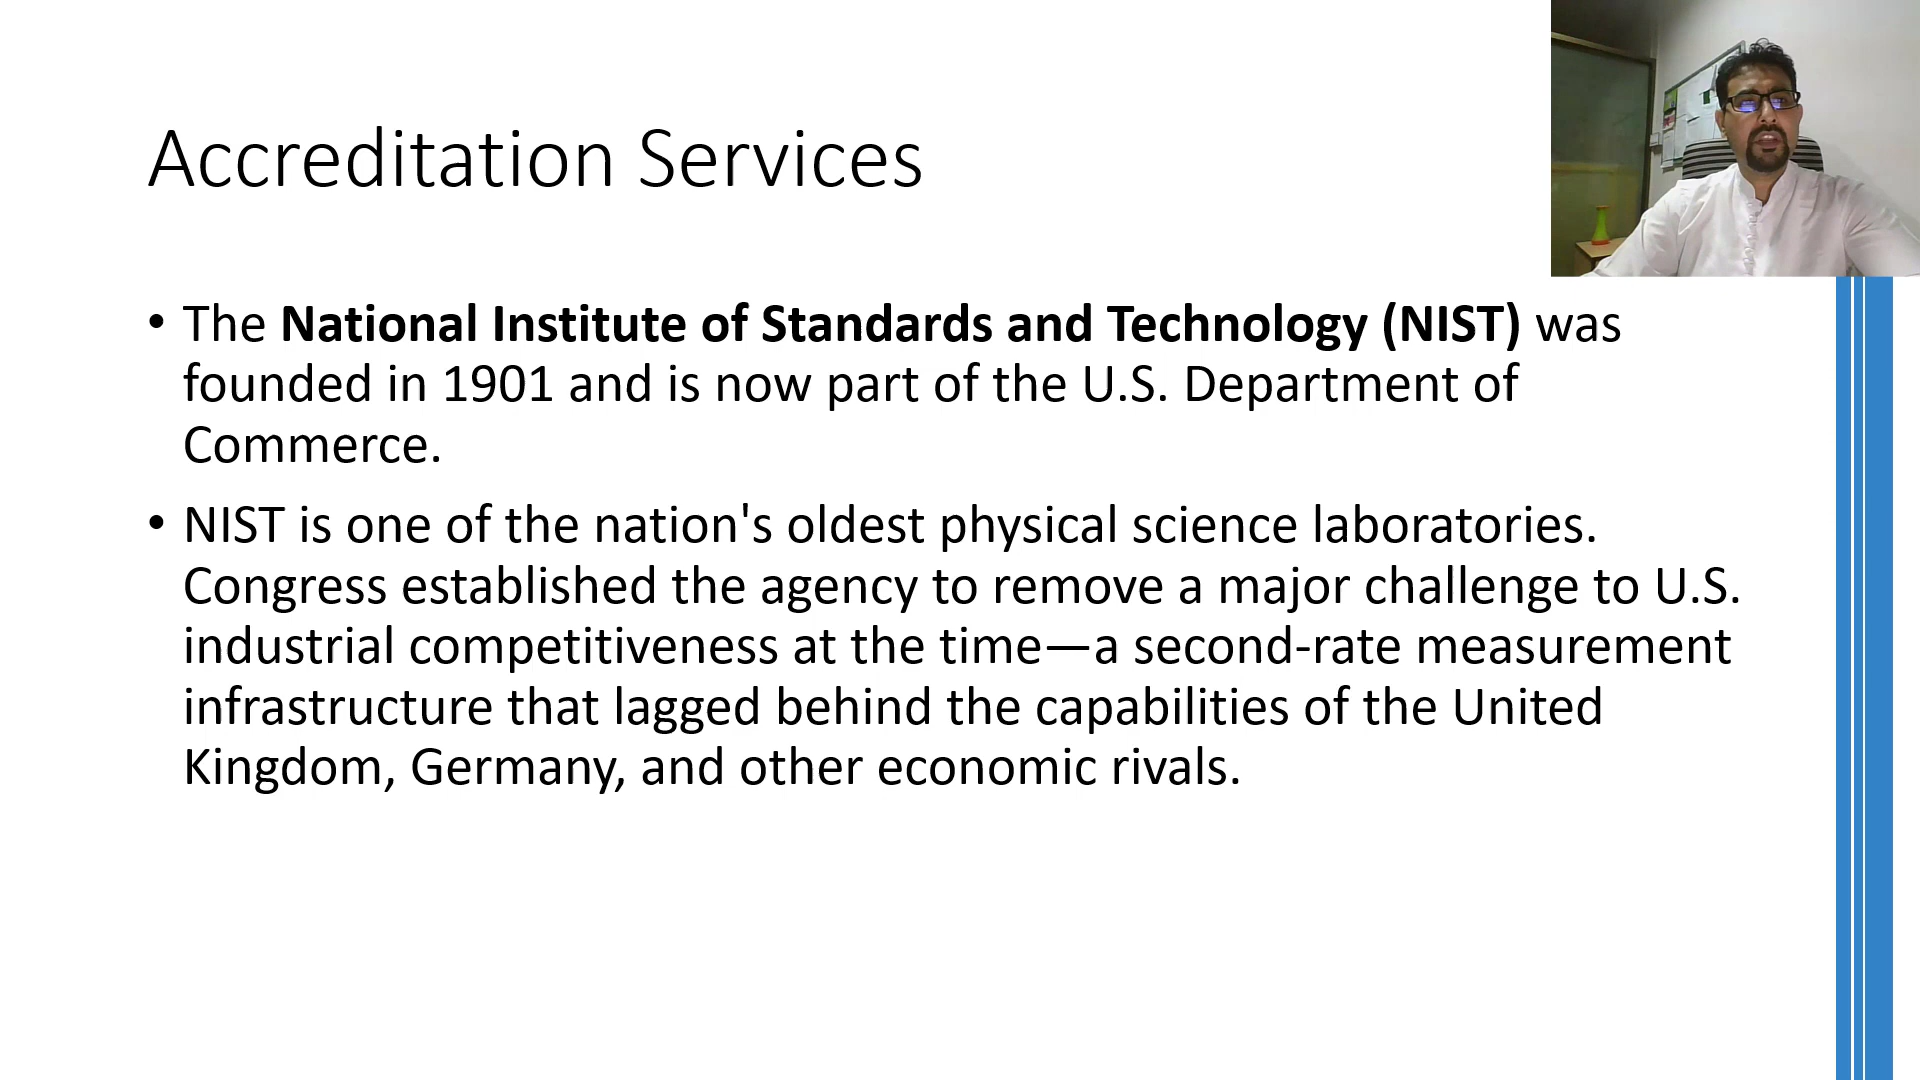 Accreditation Services
• The National Institute of Standards and Technology (NIST) was
founded in 1901 and is now part of the U.S. Department of
Commerce.
• NIST is one of the nation's oldest physical science laboratories.
Congress established the agency to remove a major challenge to U.S.
industrial competitiveness at the time—a second-rate measurement
infrastructure that lagged behind the capabilities of the United
Kingdom, Germany, and other economic rivals.